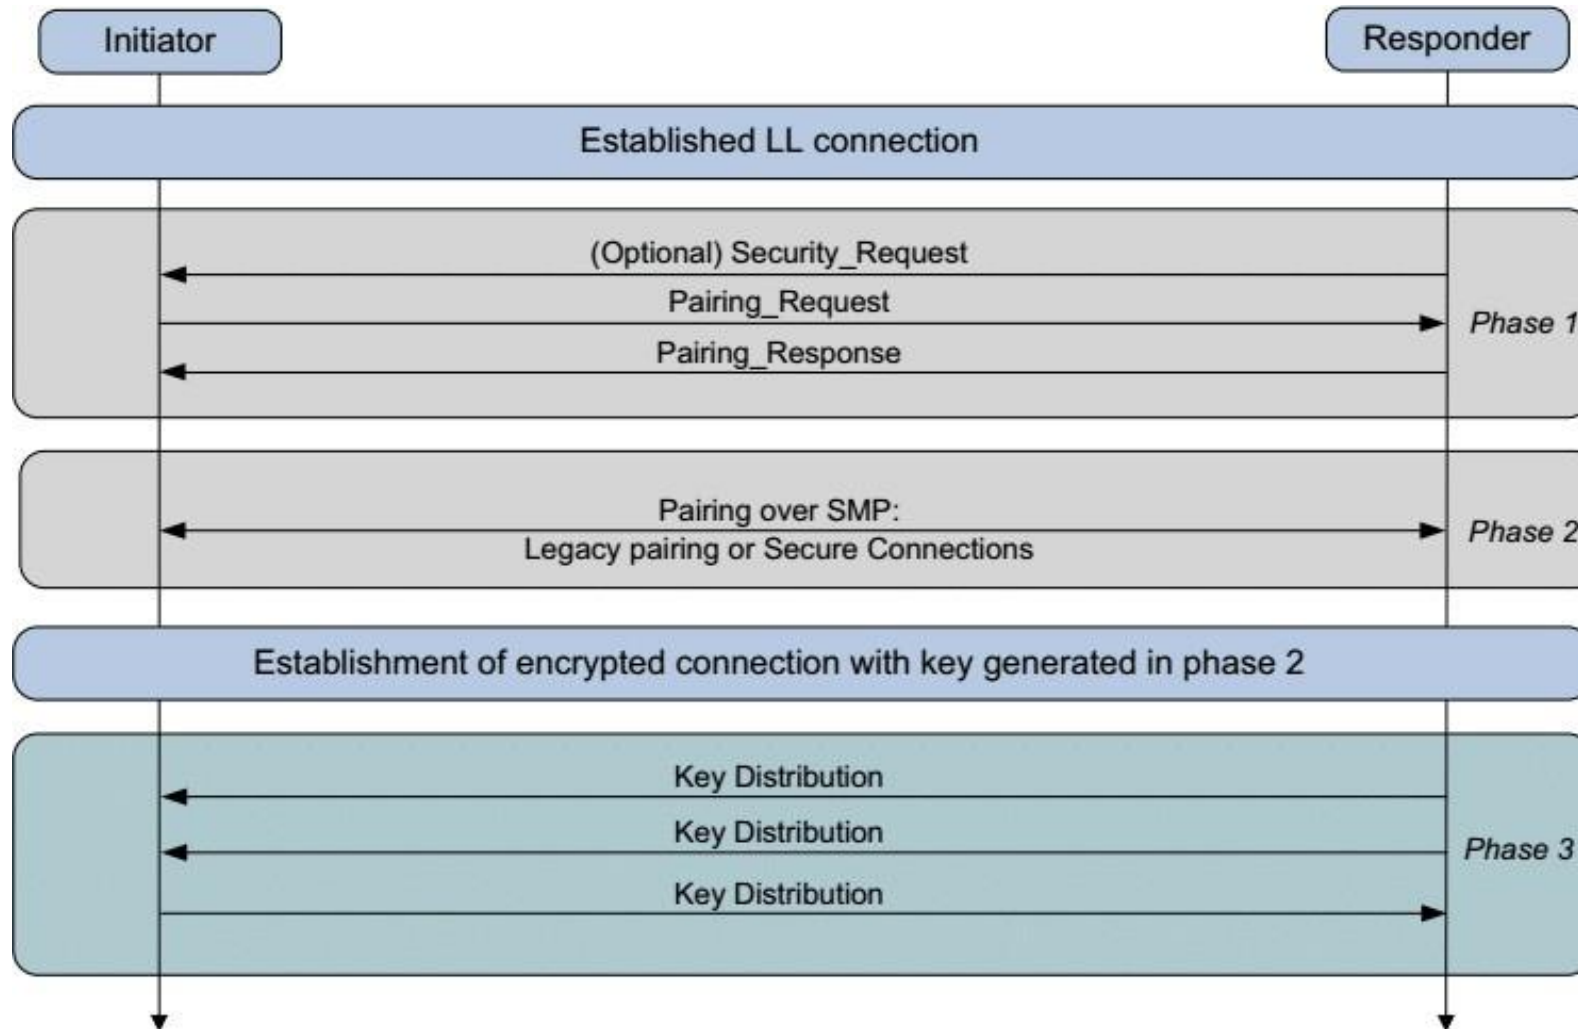 Initiator
Responder
Established LL connection
(Optional) Security_Request
Pairing_Request
Phase 1
Pairing_Response
Pairing over SMP:
Phase 2
Legacy pairing or Secure Connections
Establishment of encrypted connection with key generated in phase 2
Key Distribution
Key Distribution
Phase 3
Key Distribution